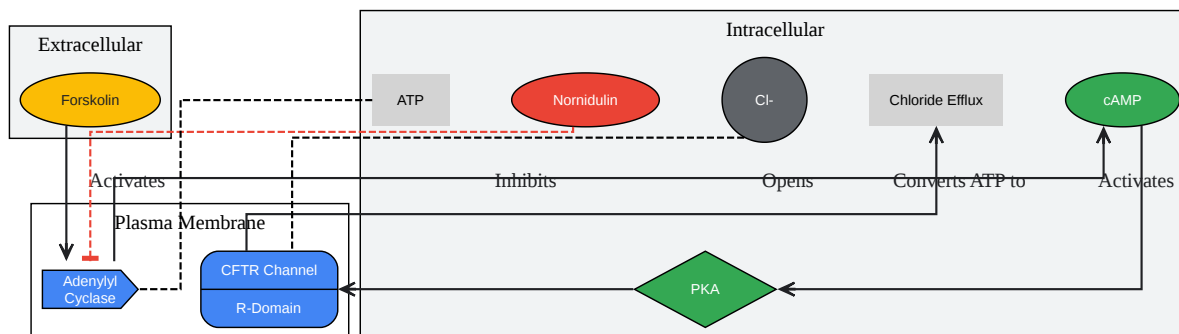 Intracellular
Extracellular
Forskolin
ATP
Nornidulin
Cl-
Chloride Efflux
cAMP
Activates
Inhibits
Opens
Converts ATP to
Activates
Plasma Membrane
Adenylyl
Cyclase
CFTR Channel
R-Domain
PKA